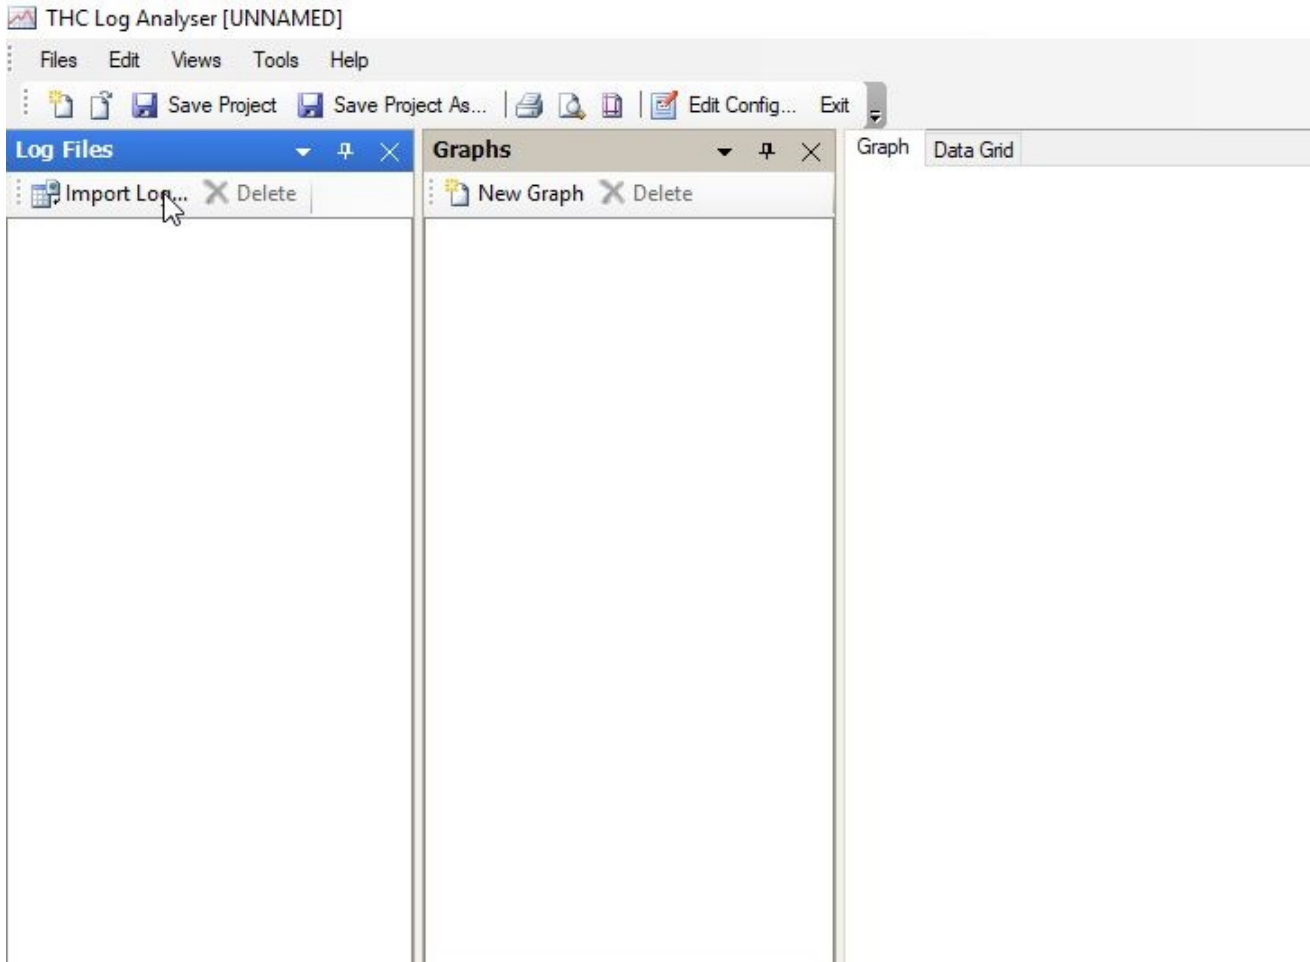 THC Log Analyser [UNNAMED]
Files Edit Views Tools Help
Save Project Save Project As... Edit Config... Exit
Log Files Graphs Graph Data Grid
Import Log... Delete New Graph Delete